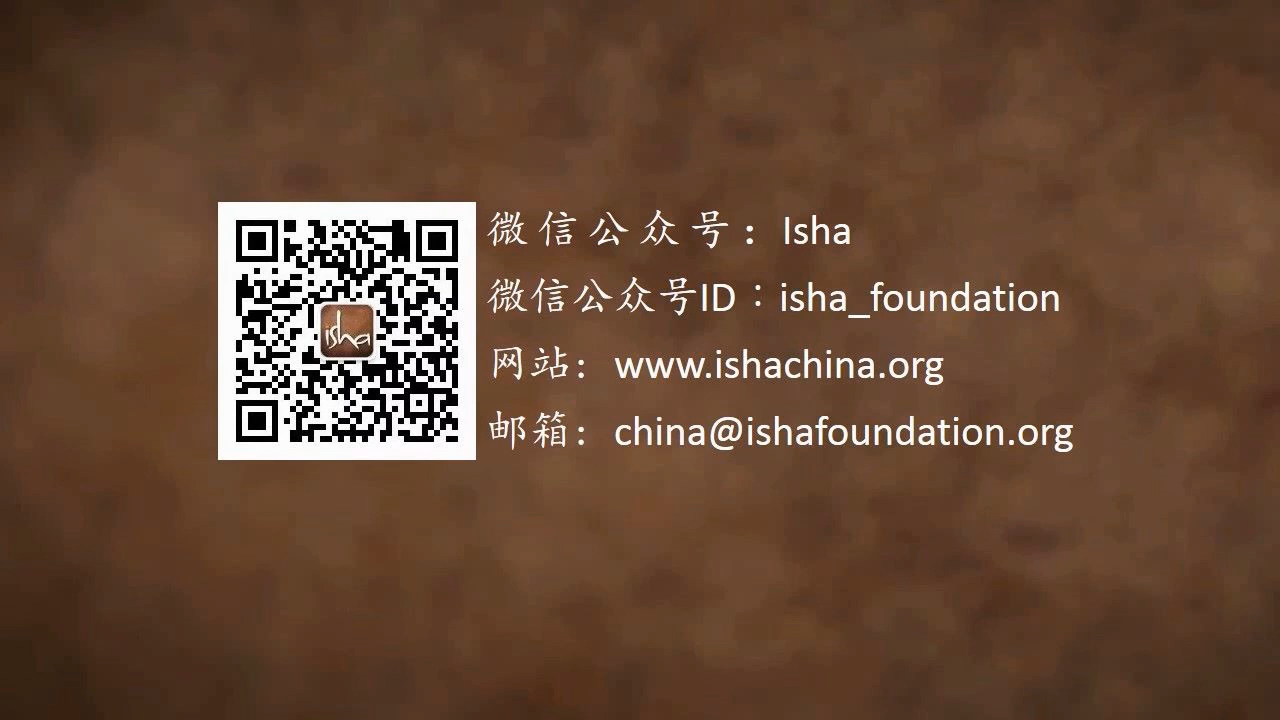 微信公众号：Isha
微信公众号ID：isha_foundation
网站：www.ishachina.org
邮箱：china@ishafoundation.org
isha